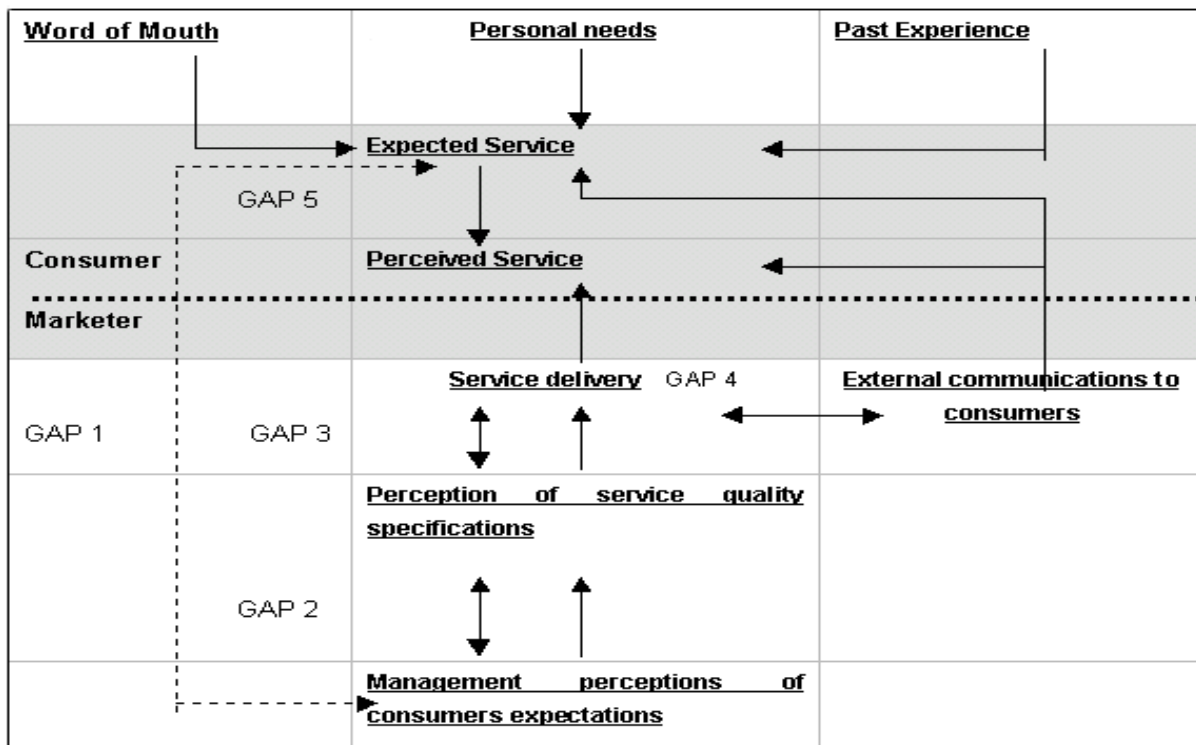 Word of Mouth
Personal needs
Past Experience
Expected Service
GAP 5
Consumer
Perceived Service
Marketer
Service delivery
GAP 4
External communications to
consumers
GAP 1
GAP 3
Perception of service quality
specifications
GAP 2
Management perceptions of
consumers expectations